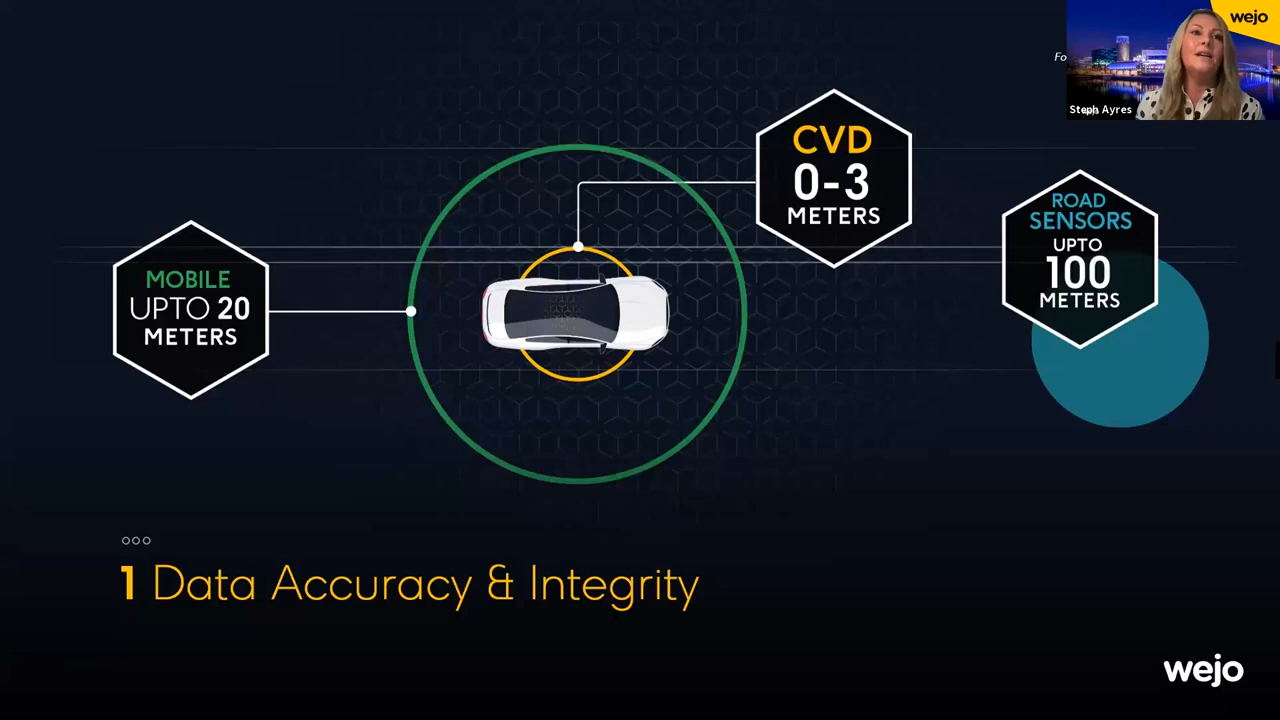 wejo
Fo
Steph Ayres
CVD
0-3
METERS
ROAD
SENSORS
UPTO
100
METERS
MOBILE
UPTO 20
METERS
1 Data Accuracy & Integrity
wejo